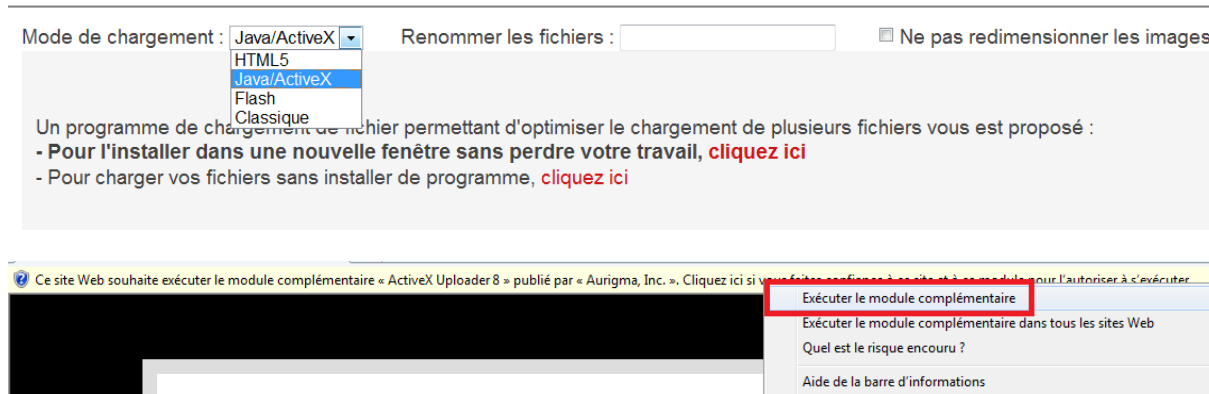 Mode de chargement : Java/ActiveX Renommer les fichiers : Ne pas redimensionner les images
HTML5
Java/ActiveX
Flash
Classique
Un programme de chargement de fichier permettant d'optimiser le chargement de plusieurs fichiers vous est proposé :
- Pour l'installer dans une nouvelle fenêtre sans perdre votre travail, cliquez ici
- Pour charger vos fichiers sans installer de programme, cliquez ici
Ce site Web souhaite exécuter le module complémentaire « ActiveX Uploader 8 » publié par « Aurigma, Inc. ». Cliquez ici si vous faites confiance à ce site et à ce module pour l'autoriser à s'exécuter
Exécuter le module complémentaire
Exécuter le module complémentaire dans tous les sites Web
Quel est le risque encouru ?
Aide de la barre d'informations